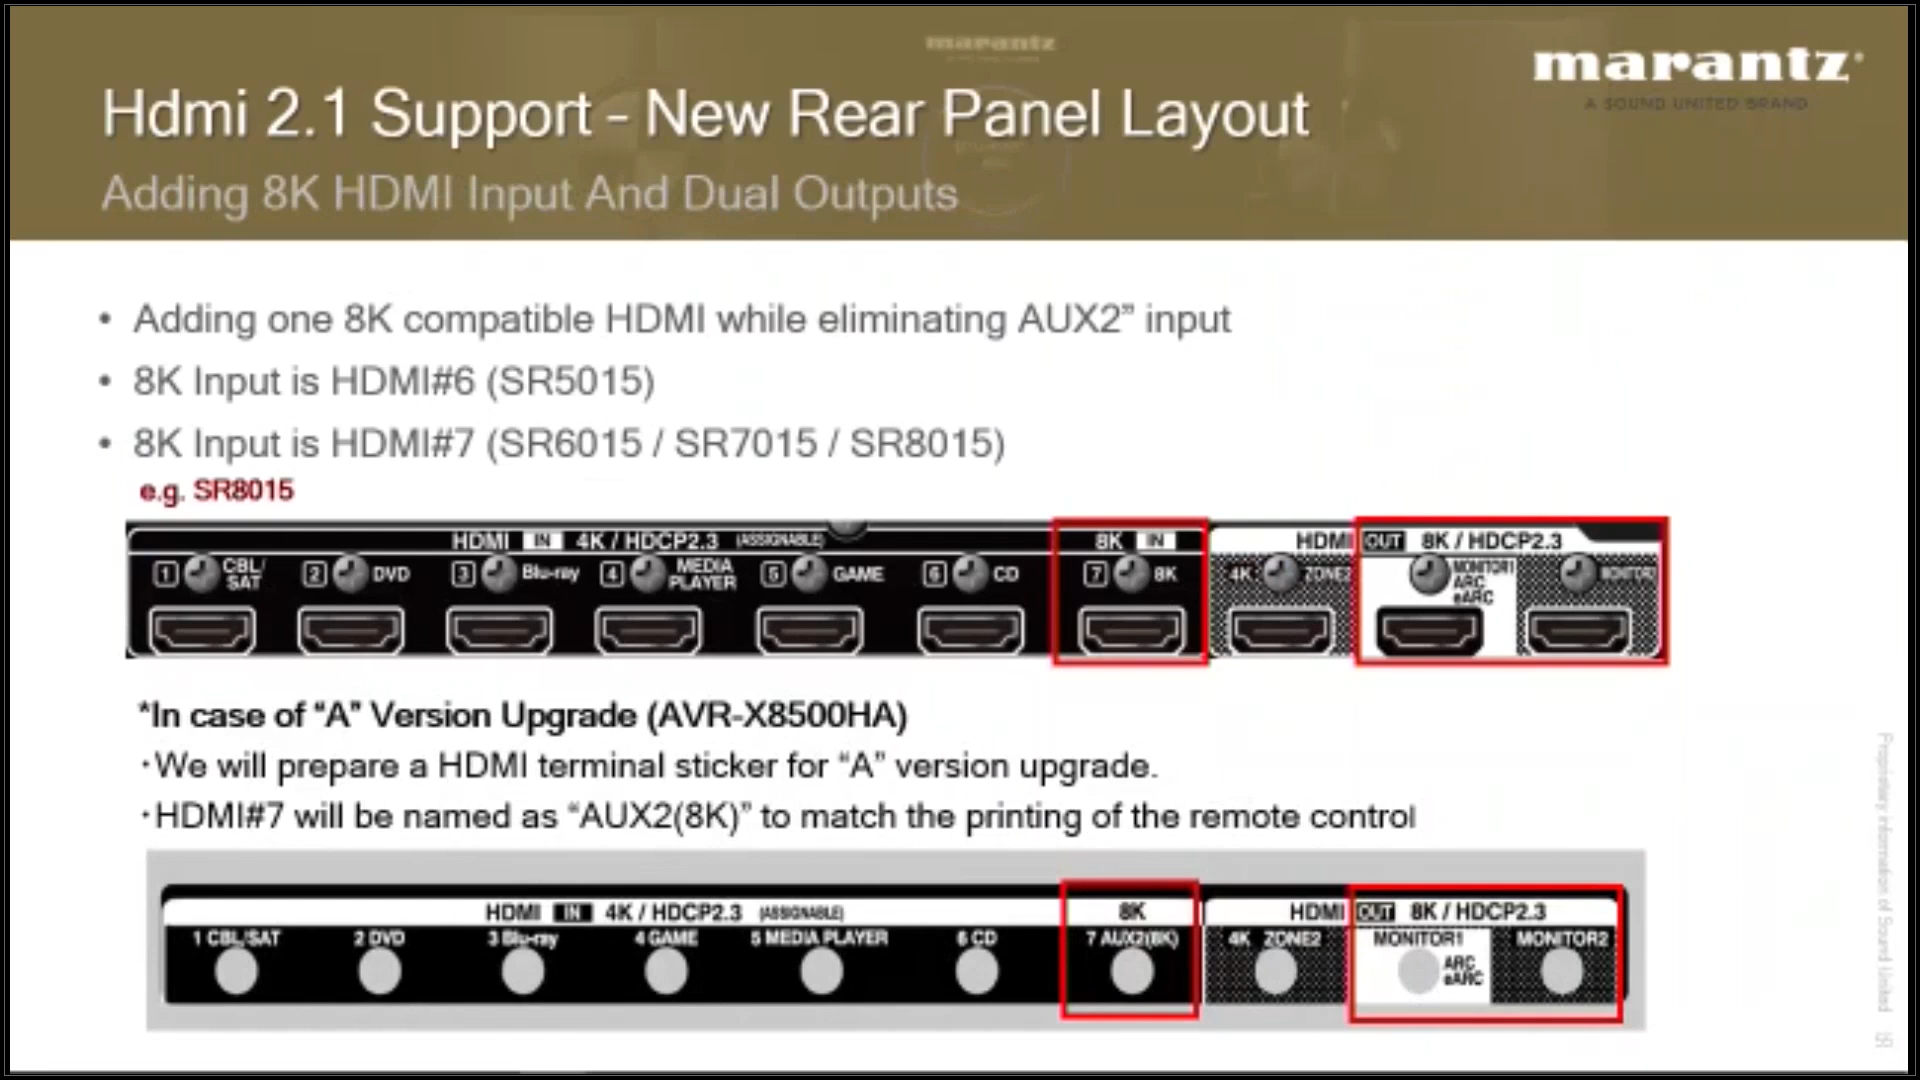 marantz
marantz
A SOUND UNITED BRAND
Hdmi 2.1 Support - New Rear Panel Layout
Adding 8K HDMI Input And Dual Outputs
• Adding one 8K compatible HDMI while eliminating AUX2” input
• 8K Input is HDMI#6 (SR5015)
• 8K Input is HDMI#7 (SR6015 / SR7015 / SR8015)
e.g. SR8015
HDMI IN 4K / HDCP2.3 (ASSIGNABLE) 8K IN HDMI OUT 8K / HDCP2.3
1 CBL/SAT 2 DVD 3 Blu-ray 4 MEDIA PLAYER 5 GAME 6 CD 7 8K 4K ZONE2 MONITOR1 ARC eARC
*In case of “A” Version Upgrade (AVR-X8500HA)
·We will prepare a HDMI terminal sticker for “A” version upgrade.
·HDMI#7 will be named as “AUX2(8K)” to match the printing of the remote control
HDMI IN 4K / HDCP2.3 (ASSIGNABLE) 8K HDMI OUT 8K / HDCP2.3
1 CBL/SAT 2 DVD 3 Blu-ray 4 GAME 5 MEDIA PLAYER 6 CD 7 AUX2(8K) 4K ZONE2 MONITOR1 MONITOR2
ARC
eARC
Proprietary information of Sound United